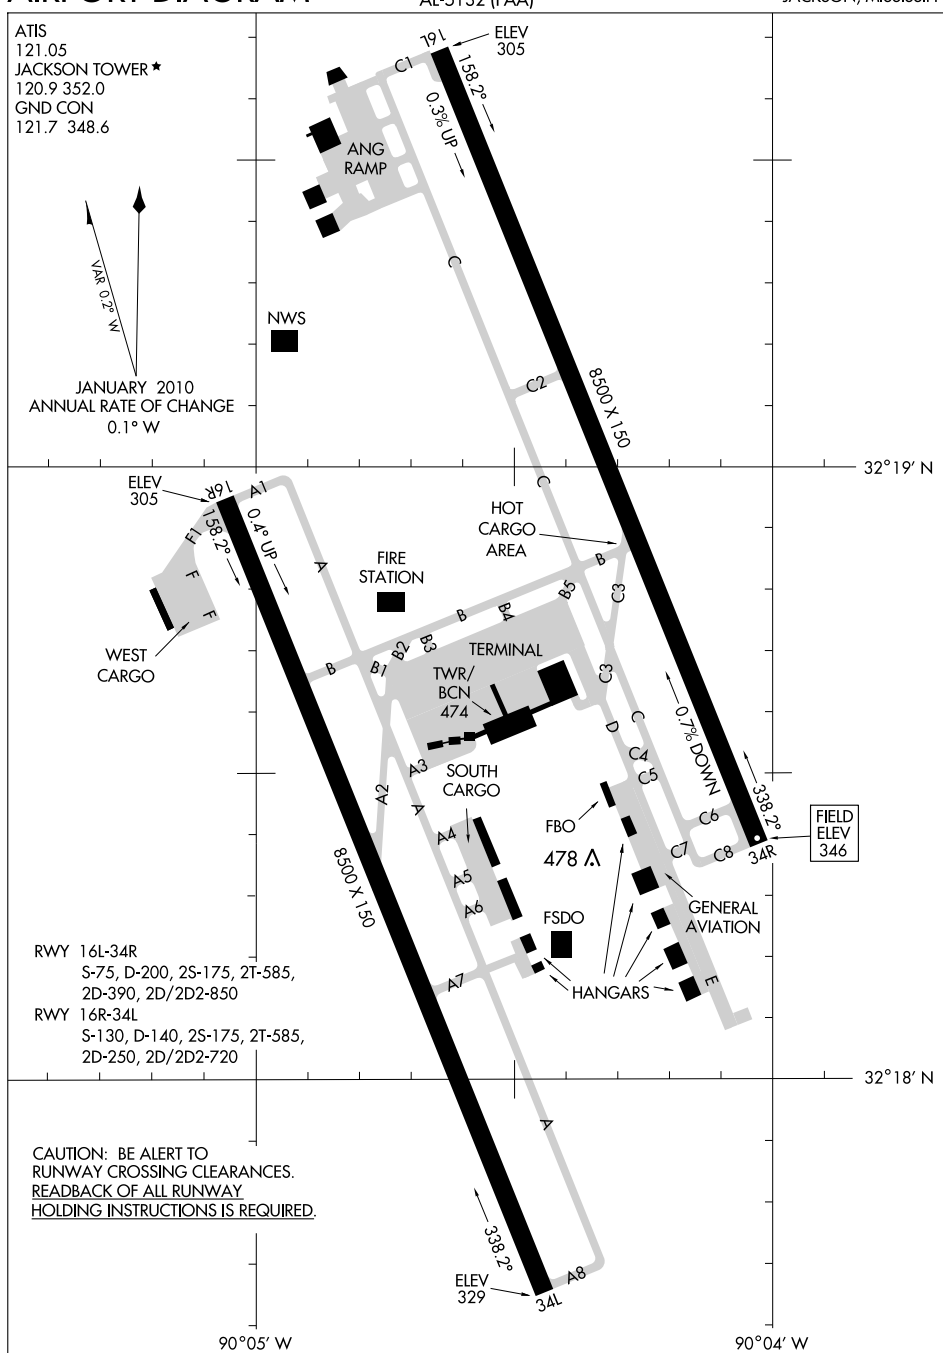 AIRPORT DIAGRAM
AL-5152 (FAA)
JACKSON, MISSISSIPPI
ATIS
121.05
JACKSON TOWER★
120.9 352.0
GND CON
121.7 348.6
VAR 0.2° W
JANUARY 2010
ANNUAL RATE OF CHANGE
0.1° W
16L
ELEV
305
C1
158.2°
0.3% UP
ANG
RAMP
C
NWS
C2
8500 X 150
32°19' N
ELEV
305
16R
A1
158.2°
0.4° UP
F1
F
F
WEST
CARGO
A
C
HOT
CARGO
AREA
FIRE
STATION
B
B
B
B1
B2
B3
B4
B5
C3
C3
TERMINAL
TWR/
BCN
474
A2
A3
A
SOUTH
CARGO
A4
A5
A6
A7
D
C
C4
C5
C6
C7
C8
0.7% DOWN
338.2°
34R
FIELD
ELEV
346
FBO
478
GENERAL
AVIATION
FSDO
HANGARS
E
8500 X 150
RWY 16L-34R
S-75, D-200, 2S-175, 2T-585,
2D-390, 2D/2D2-850
RWY 16R-34L
S-130, D-140, 2S-175, 2T-585,
2D-250, 2D/2D2-720
32°18' N
A
CAUTION: BE ALERT TO
RUNWAY CROSSING CLEARANCES.
READBACK OF ALL RUNWAY
HOLDING INSTRUCTIONS IS REQUIRED.
338.2°
ELEV
329
34L
A8
90°05' W
90°04' W